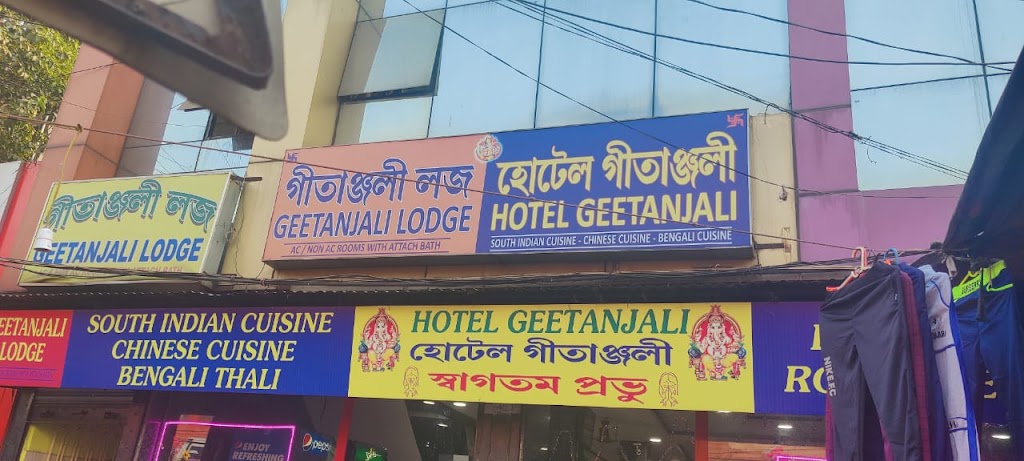 গীতাঞ্জলী লজ
GEETANJALI LODGE
গীতাঞ্জলী লজ
GEETANJALI LODGE
AC / NON AC ROOMS WITH ATTACH BATH
হোটেল গীতাঞ্জলী
HOTEL GEETANJALI
SOUTH INDIAN CUISINE - CHINESE CUISINE - BENGALI CUISINE
GEETANJALI
LODGE
SOUTH INDIAN CUISINE
CHINESE CUISINE
BENGALI THALI
HOTEL GEETANJALI
হোটেল গীতাঞ্জলী
স্বাগতম প্রভু
ENJOY
REFRESHING
pepsi